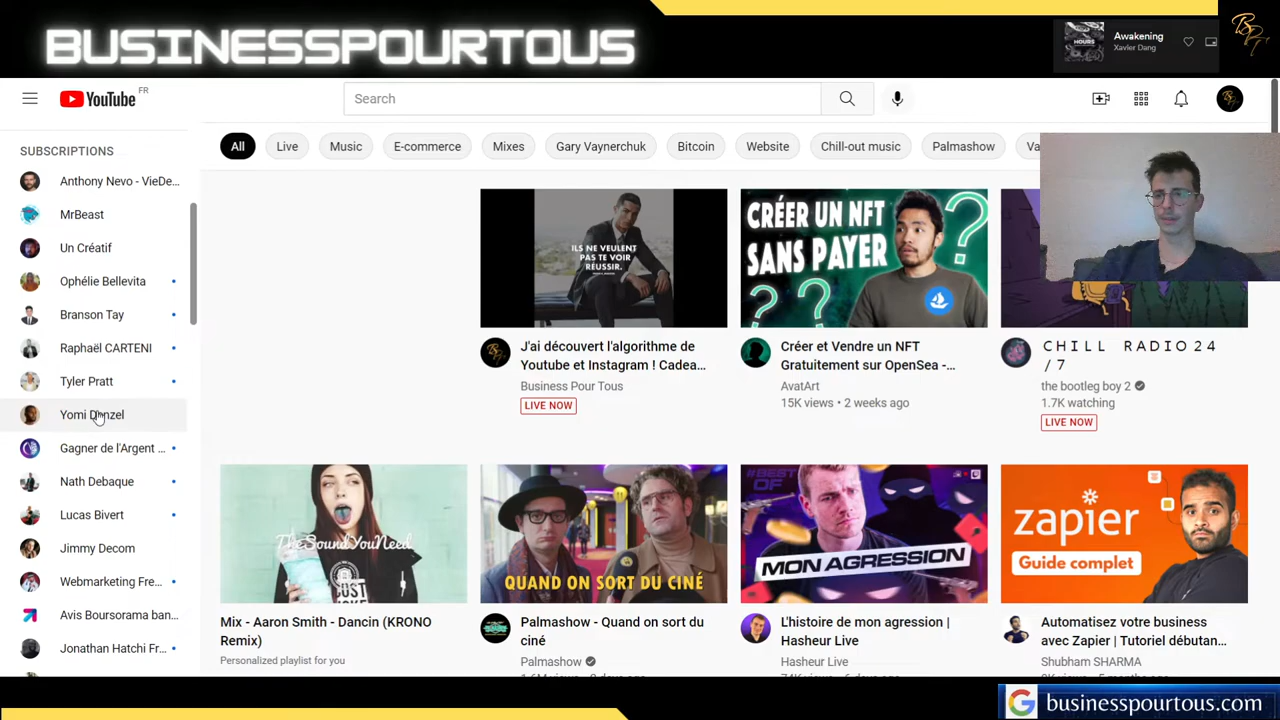 BUSINESSPOURTOUS
Awakening
Xavier Dang
YouTube FR
Search
SUBSCRIPTIONS
Anthony Nevo - VieDe...
MrBeast
Un Créatif
Ophélie Bellevita
Branson Tay
Raphaël CARTENI
Tyler Pratt
Yomi Denzel
Gagner de l'Argent ...
Nath Debaque
Lucas Bivert
Jimmy Decom
Webmarketing Fre...
Avis Boursorama ban...
Jonathan Hatchi Fr...
All
Live
Music
E-commerce
Mixes
Gary Vaynerchuk
Bitcoin
Website
Chill-out music
Palmashow
ILS NE VEULENT
PAS TE VOIR
RÉUSSIR.
J'ai découvert l'algorithme de
Youtube et Instagram ! Cadea...
Business Pour Tous
LIVE NOW
CRÉER UN NFT
SANS PAYER
Créer et Vendre un NFT
Gratuitement sur OpenSea -...
AvatArt
15K views • 2 weeks ago
C H I L L R A D I O 2 4
/ 7
the bootleg boy 2
1.7K watching
LIVE NOW
TheSoundYouNeed
Mix - Aaron Smith - Dancin (KRONO
Remix)
Personalized playlist for you
QUAND ON SORT DU CINÉ
Palmashow - Quand on sort du
ciné
Palmashow
#BEST OF
MON AGRESSION
L'histoire de mon agression |
Hasheur Live
Hasheur Live
zapier
Guide complet
Automatisez votre business
avec Zapier | Tutoriel débutan...
Shubham SHARMA
businesspourtous.com